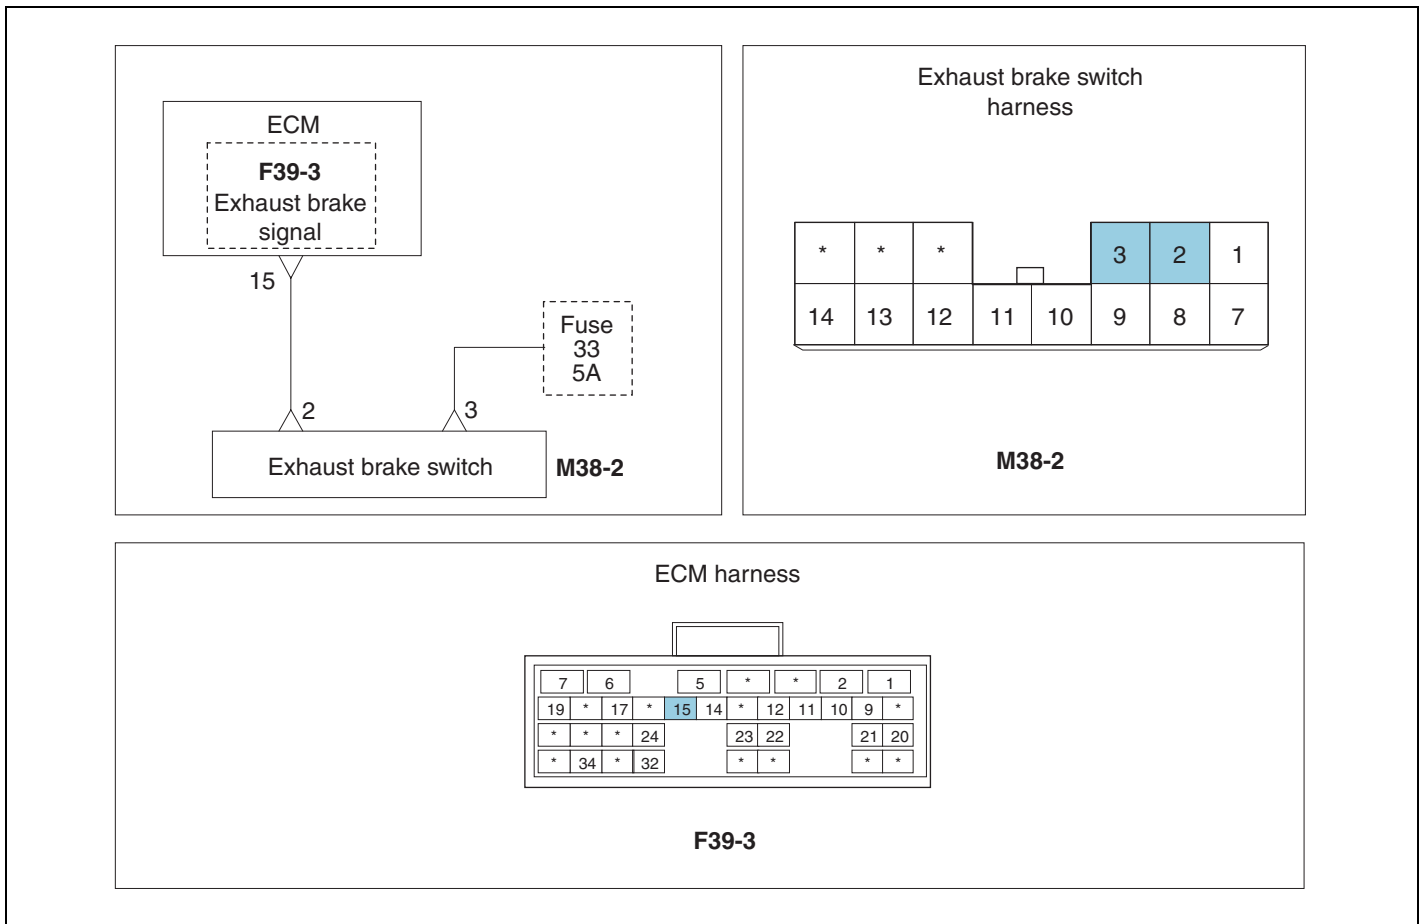 ECM
F39-3
Exhaust brake
signal
15
Fuse
33
5A
2
3
Exhaust brake switch
M38-2
Exhaust brake switch
harness
* * * 3 2 1
14 13 12 11 10 9 8 7
M38-2
ECM harness
7 6 5 * * 2 1
19 * 17 * 15 14 * 12 11 10 9 *
* * * 24 23 22 21 20
* 34 * 32 * * * *
F39-3